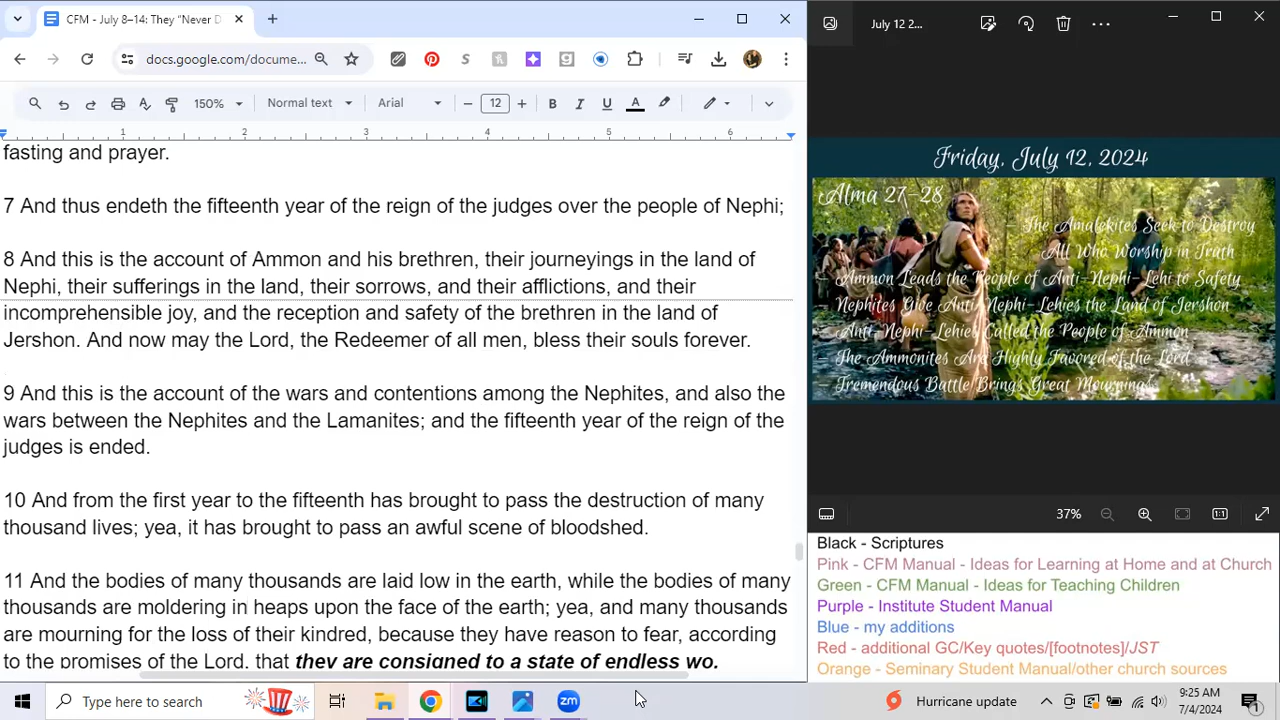 CFM - July 8–14: They “Never D
docs.google.com/docume...
150%
Normal text
Arial
12
B
I
U
A
1
2
3
4
5
6
fasting and prayer.
7 And thus endeth the fifteenth year of the reign of the judges over the people of Nephi;
8 And this is the account of Ammon and his brethren, their journeyings in the land of
Nephi, their sufferings in the land, their sorrows, and their afflictions, and their
incomprehensible joy, and the reception and safety of the brethren in the land of
Jershon. And now may the Lord, the Redeemer of all men, bless their souls forever.
9 And this is the account of the wars and contentions among the Nephites, and also the
wars between the Nephites and the Lamanites; and the fifteenth year of the reign of the
judges is ended.
10 And from the first year to the fifteenth has brought to pass the destruction of many
thousand lives; yea, it has brought to pass an awful scene of bloodshed.
11 And the bodies of many thousands are laid low in the earth, while the bodies of many
thousands are moldering in heaps upon the face of the earth; yea, and many thousands
are mourning for the loss of their kindred, because they have reason to fear, according
to the promises of the Lord, that they are consigned to a state of endless wo.
July 12 2...
Friday, July 12, 2024
Alma 27-28
- The Amalekites Seek to Destroy
All Who Worship in Truth
- Ammon Leads the People of Anti-Nephi-Lehi to Safety
- Nephites Give Anti-Nephi-Lehies the Land of Jershon
- Anti-Nephi-Lehies Called the People of Ammon
- The Ammonites Are Highly Favored of the Lord
- Tremendous Battle Brings Great Mournings
37%
1:1
Black - Scriptures
Pink - CFM Manual - Ideas for Learning at Home and at Church
Green - CFM Manual - Ideas for Teaching Children
Purple - Institute Student Manual
Blue - my additions
Red - additional GC/Key quotes/[footnotes]/JST
Orange - Seminary Student Manual/other church sources
Type here to search
zm
Hurricane update
9:25 AM
7/4/2024
1